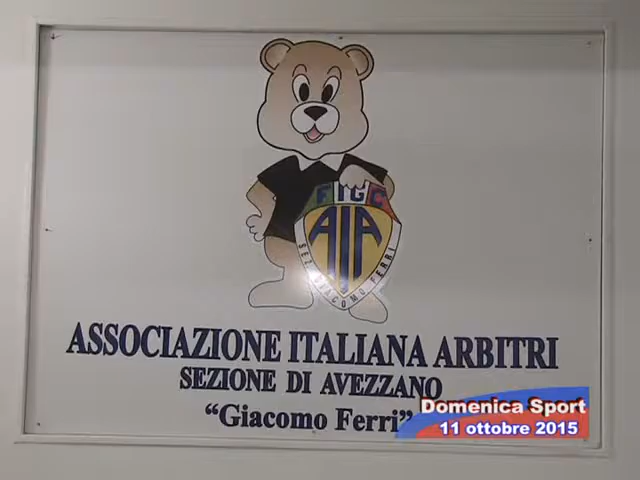 FIGC
AIA
SEZ. GIACOMO FERRI
ASSOCIAZIONE ITALIANA ARBITRI
SEZIONE DI AVEZZANO
“Giacomo Ferri”
Domenica Sport
11 ottobre 2015